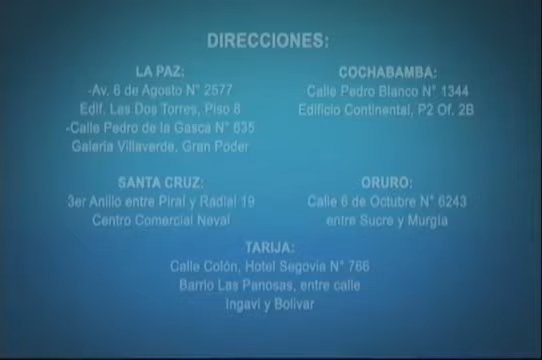 DIRECCIONES:
LA PAZ:
-Av. 6 de Agosto N° 2577
Edif. Las Dos Torres, Piso 8
-Calle Pedro de la Gasca N° 635
Galería Villaverde, Gran Poder
COCHABAMBA:
Calle Pedro Blanco N° 1344
Edificio Continental, P2 Of. 2B
SANTA CRUZ:
3er Anillo entre Piraí y Radial 19
Centro Comercial Naval
ORURO:
Calle 6 de Octubre N° 6243
entre Sucre y Murgía
TARIJA:
Calle Colón, Hotel Segovia N° 766
Barrio Las Panosas, entre calle
Ingavi y Bolívar